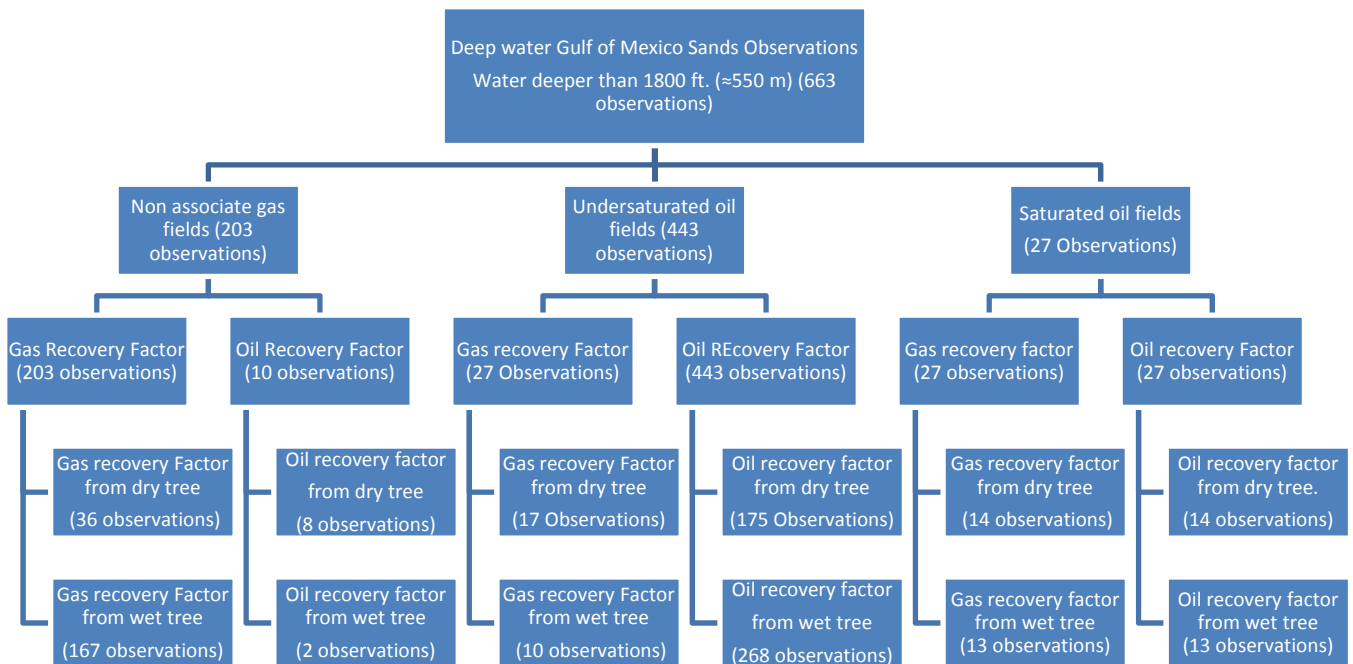 Deep water Gulf of Mexico Sands Observations
Water deeper than 1800 ft. (≈550 m) (663
observations)
Non associate gas
fields (203
observations)
Undersaturated oil
fields (443
observations)
Saturated oil fields
(27 Observations)
Gas Recovery Factor
(203 observations)
Oil Recovery Factor
(10 observations)
Gas recovery Factor
(27 Observations)
Oil REcovery Factor
(443 observations)
Gas recovery factor
(27 observations)
Oil recovery Factor
(27 observations)
Gas recovery Factor
from dry tree
(36 observations)
Oil recovery factor
from dry tree
(8 observations)
Gas recovery Factor
from dry tree
(17 Observations)
Oil recovery factor
from dry tree
(175 Observations)
Gas recovery factor
from dry tree
(14 observations)
Oil recovery factor
from dry tree.
(14 observations)
Gas recovery Factor
from wet tree
(167 observations)
Oil recovery factor
from wet tree
(2 observations)
Gas recovery Factor
from wet tree
(10 observations)
Oil recovery factor
from wet tree
(268 observations)
Gas recovery factor
from wet tree
(13 observations)
Oil recovery factor
from wet tree
(13 observations)